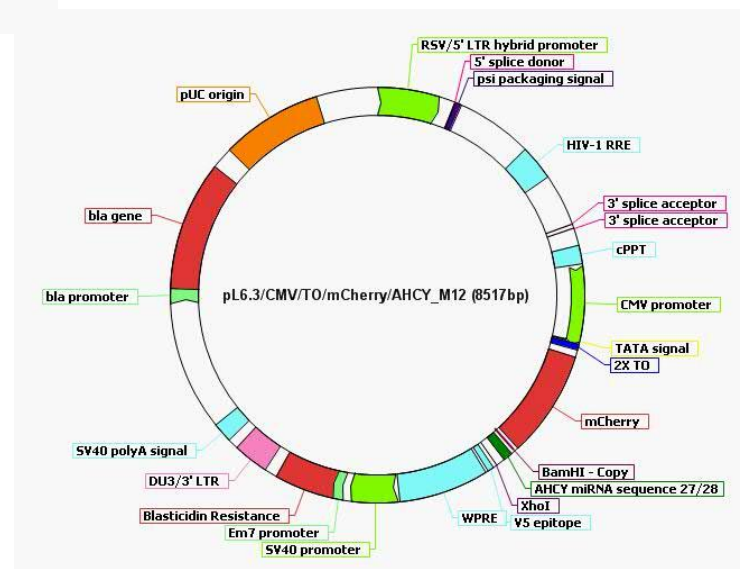 RSV/5' LTR hybrid promoter
5' splice donor
psi packaging signal
pUC origin
HIV-1 RRE
3' splice acceptor
3' splice acceptor
bla gene
cPPT
bla promoter
pL6.3/CMV/TO/mCherry/AHCY_M12 (8517bp)
CMV promoter
TATA signal
2X TO
mCherry
SV40 polyA signal
BamHI - Copy
DU3/3' LTR
AHCY miRNA sequence 27/28
XhoI
Blasticidin Resistance
WPRE
V5 epitope
Em7 promoter
SV40 promoter